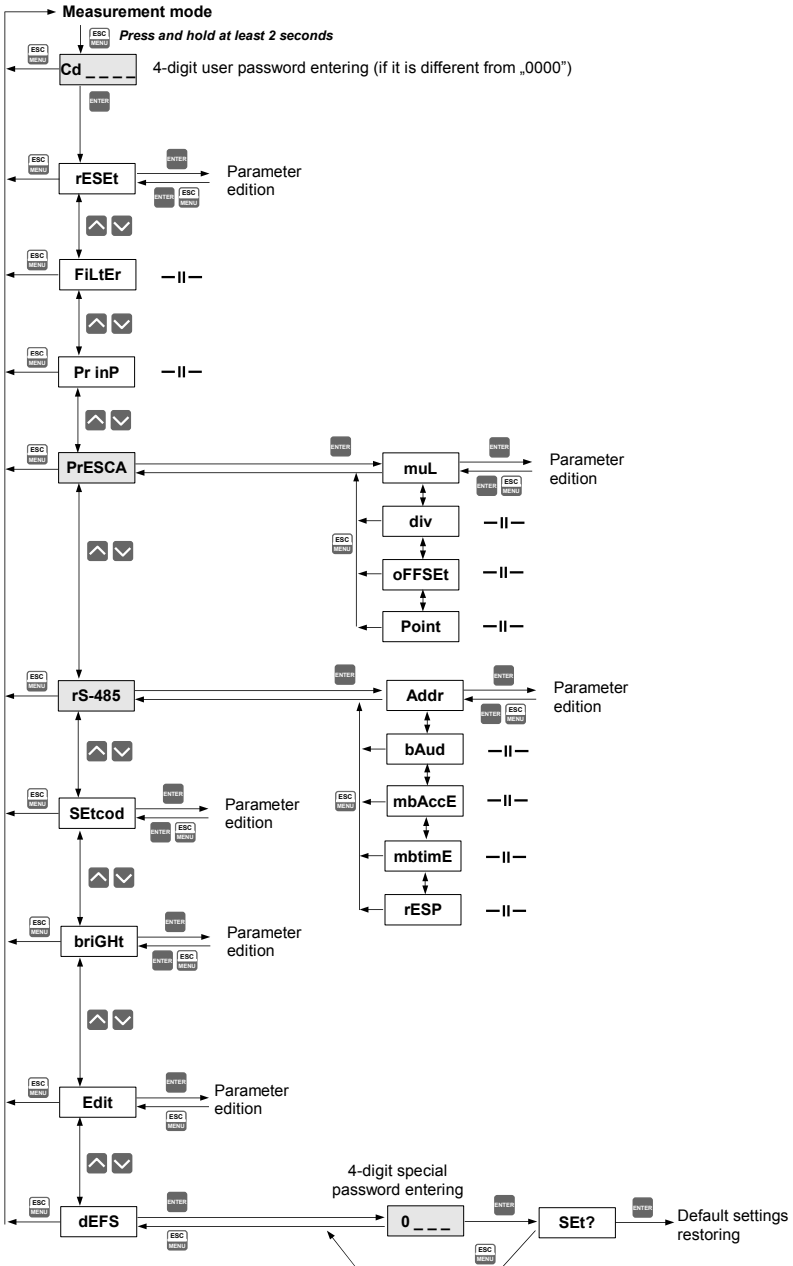 Measurement mode
ESC MENU
Press and hold at least 2 seconds
ESC MENU
Cd _ _ _ _
4-digit user password entering (if it is different from „0000”)
ENTER
ESC MENU
rESEt
ENTER
ENTER
ESC MENU
Parameter
edition
ESC MENU
FiLtEr
—II—
ESC MENU
Pr inP
—II—
ESC MENU
PrESCA
ENTER
muL
ENTER
ENTER
ESC MENU
Parameter
edition
div
—II—
ESC MENU
oFFSEt
—II—
Point
—II—
ESC MENU
rS-485
ENTER
Addr
ENTER
ENTER
ESC MENU
Parameter
edition
bAud
—II—
ESC MENU
mbAccE
—II—
mbtimE
—II—
rESP
—II—
ESC MENU
SEtcod
ENTER
ENTER
ESC MENU
Parameter
edition
ESC MENU
briGHt
ENTER
ENTER
ESC MENU
Parameter
edition
ESC MENU
Edit
ENTER
ESC MENU
Parameter
edition
4-digit special
password entering
ESC MENU
dEFS
ENTER
ESC MENU
0 _ _ _
ENTER
SEt?
ENTER
Default settings
restoring
ESC MENU